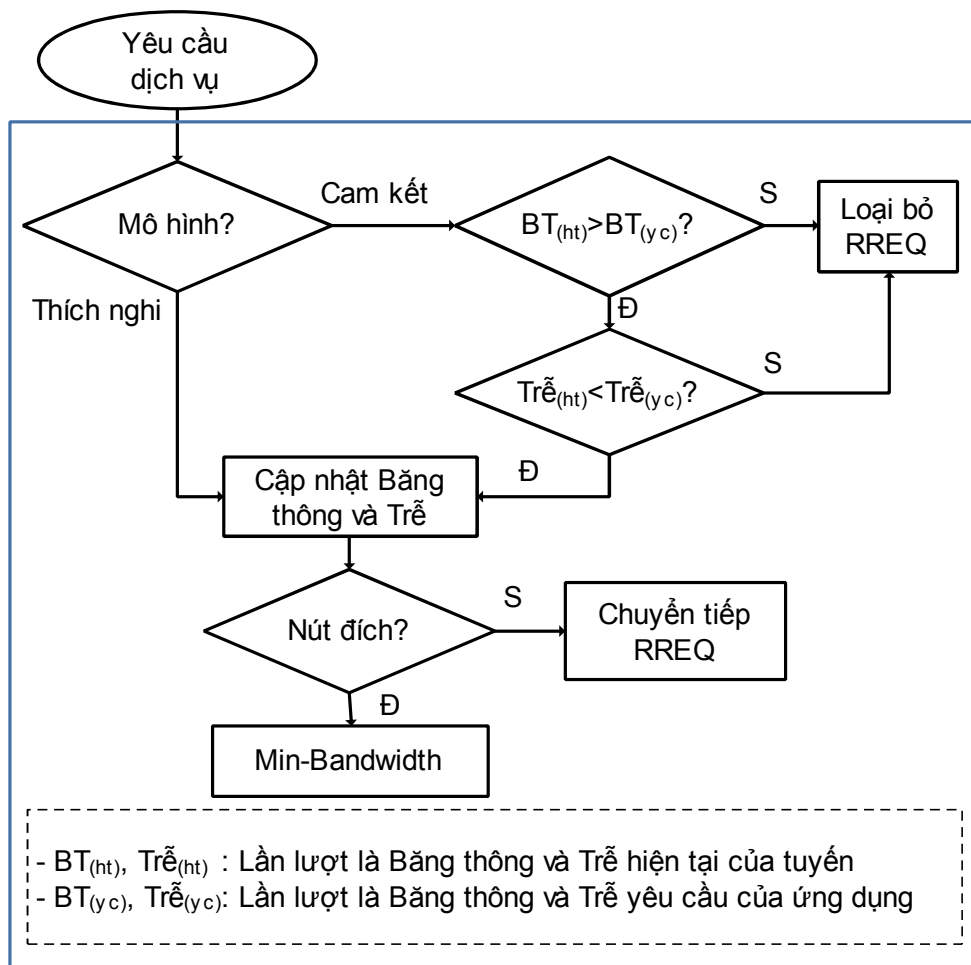 Yêu cầu
dịch vụ
Mô hình?
Cam kết
BT(ht)>BT(yc)?
S
Loại bỏ
RREQ
Thích nghi
Đ
Trễ(ht)<Trễ(yc)?
S
Cập nhật Băng
thông và Trễ
Đ
Nút đích?
S
Chuyển tiếp
RREQ
Đ
Min-Bandwidth
- BT(ht), Trễ(ht) : Lần lượt là Băng thông và Trễ hiện tại của tuyến
- BT(yc), Trễ(yc): Lần lượt là Băng thông và Trễ yêu cầu của ứng dụng